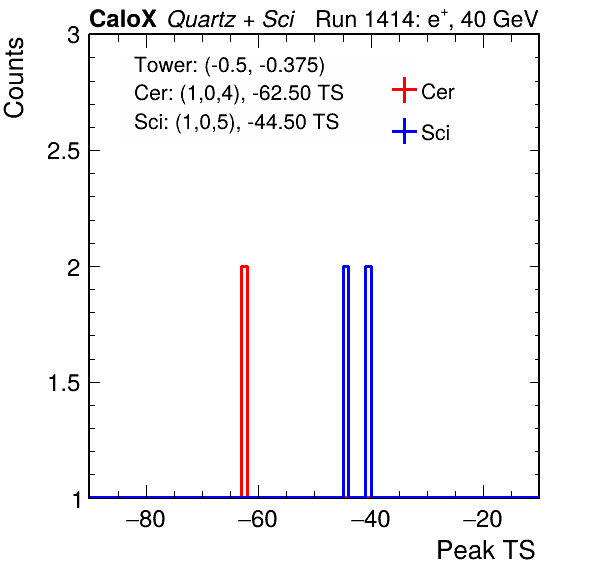 CaloX Quartz + Sci Run 1414: e⁺, 40 GeV
Counts
Tower: (-0.5, -0.375)
Cer: (1,0,4), -62.50 TS
Sci: (1,0,5), -44.50 TS
Cer
Sci
3
2.5
2
1.5
1
−80 −60 −40 −20
Peak TS